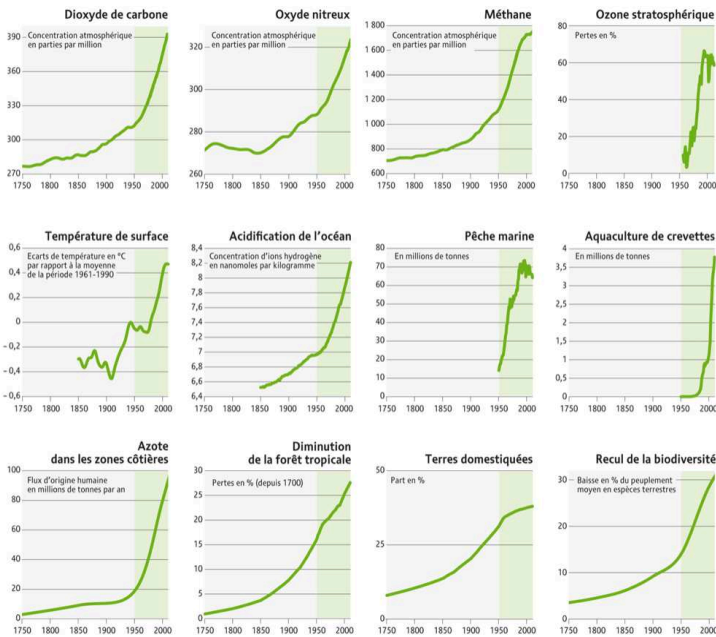 Dioxyde de carbone
Concentration atmosphérique
en parties par million
390
360
330
300
270
1750 1800 1850 1900 1950 2000
Oxyde nitreux
Concentration atmosphérique
en parties par million
320
280
270
260
1750 1800 1850 1900 1950 2000
Méthane
Concentration atmosphérique
en parties par million
1 800
1 600
1 400
1 200
1 000
1 800
600
1750 1800 1850 1900 1950 2000
Ozone stratosphérique
Pertes en %
80
60
40
20
0
1750 1800 1850 1900 1950 2000
Température de surface
Ecarts de température en °C
par rapport à la moyenne
de la période 1961-1990
0,6
0,4
0,2
0
– 0,2
– 0,4
– 0,6
1750 1800 1850 1900 1950 2000
Acidification de l’océan
Concentration d’ions hydrogène
en nanomoles par kilogramme
8,4
8,2
8
7,8
7,6
7,4
7,2
7
6,8
6,6
6,4
1750 1800 1850 1900 1950 2000
Pêche marine
En millions de tonnes
80
70
60
50
40
30
20
10
0
1750 1800 1850 1900 1950 2000
Aquaculture de crevettes
En millions de tonnes
4
3,5
3
2,5
2
1,5
1
0,5
0
1750 1800 1850 1900 1950 2000
Azote
dans les zones côtières
Flux d’origine humaine
en millions de tonnes par an
100
80
60
40
20
0
1750 1800 1850 1900 1950 2000
Diminution
de la forêt tropicale
Pertes en % (depuis 1700)
30
25
20
15
10
5
0
1750 1800 1850 1900 1950 2000
Terres domestiquées
Part en %
50
25
0
1750 1800 1850 1900 1950 2000
Recul de la biodiversité
Baisse en % du peuplement
moyen en espèces terrestres
30
20
10
0
1750 1800 1850 1900 1950 2000